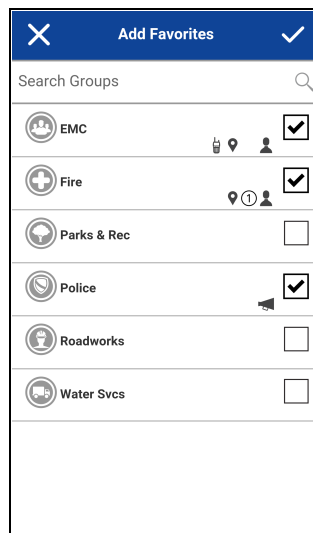 Add Favorites
Search Groups
EMC
Fire
1
Parks & Rec
Police
Roadworks
Water Svcs